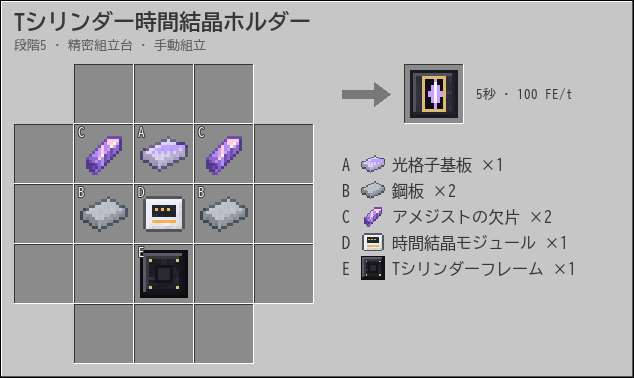 Tシリンダー時間結晶ホルダー
段階5 · 精密組立台 · 手動組立
C A C
B D B
E
5秒 · 100 FE/t
A 光格子基板 ×1
B 鋼板 ×2
C アメジストの欠片 ×2
D 時間結晶モジュール ×1
E Tシリンダーフレーム ×1